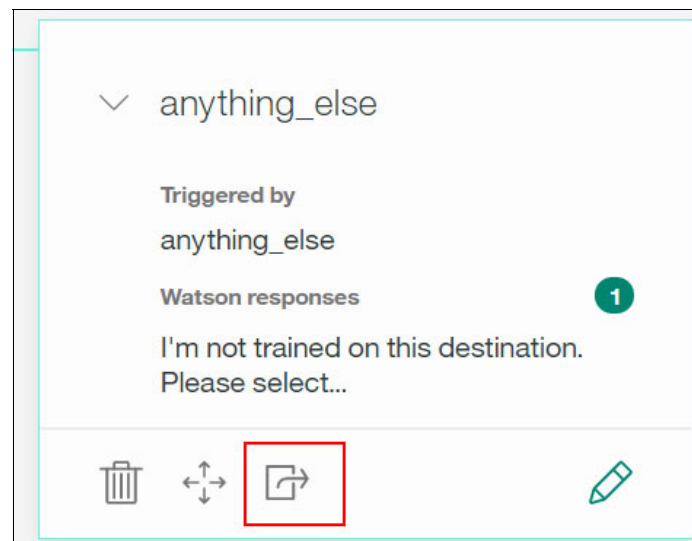 anything_else
Triggered by
anything_else
Watson responses
1
I'm not trained on this destination.
Please select...